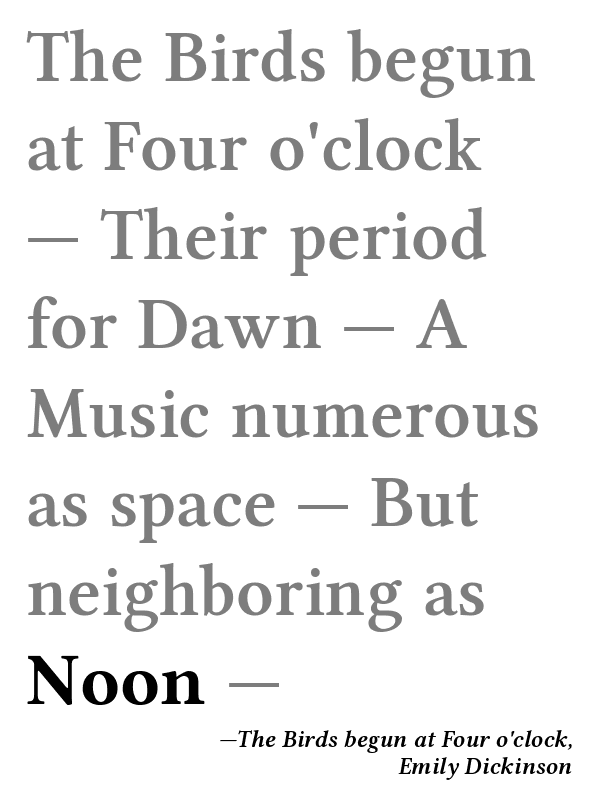 The Birds begun
at Four o'clock
— Their period
for Dawn — A
Music numerous
as space — But
neighboring as
Noon —
—The Birds begun at Four o'clock,
Emily Dickinson